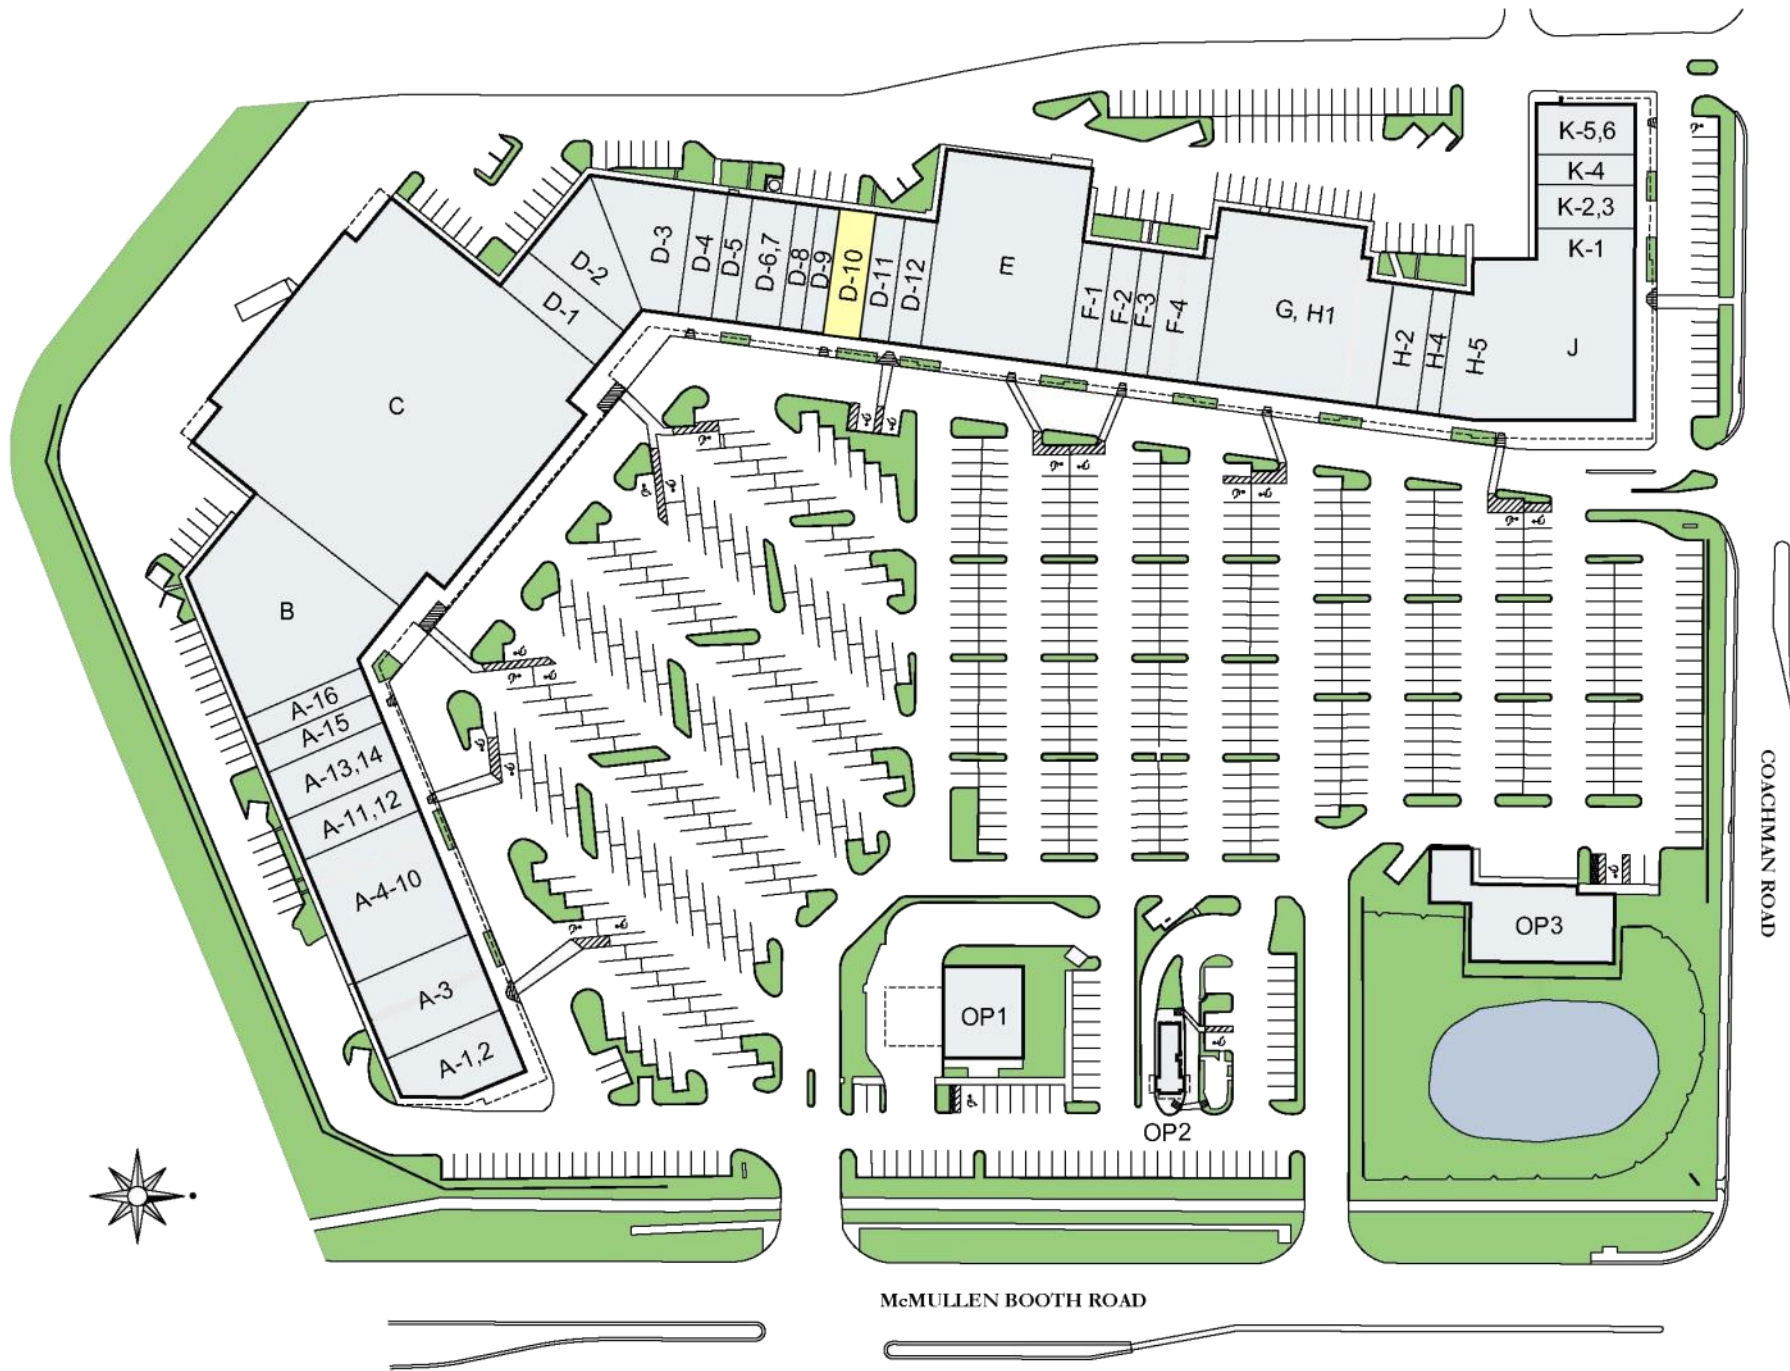 K-5,6
K-4
K-2,3
K-1
D-3
D-4
D-5
D-6,7
D-8
D-9
D-10
D-11
D-12
D-2
D-1
E
F-1
F-2
F-3
F-4
G, H1
H-2
H-4
H-5
J
C
B
A-16
A-15
A-13,14
A-11,12
A-4-10
A-3
A-1,2
OP1
OP2
OP3
COACHMAN ROAD
McMULLEN BOOTH ROAD